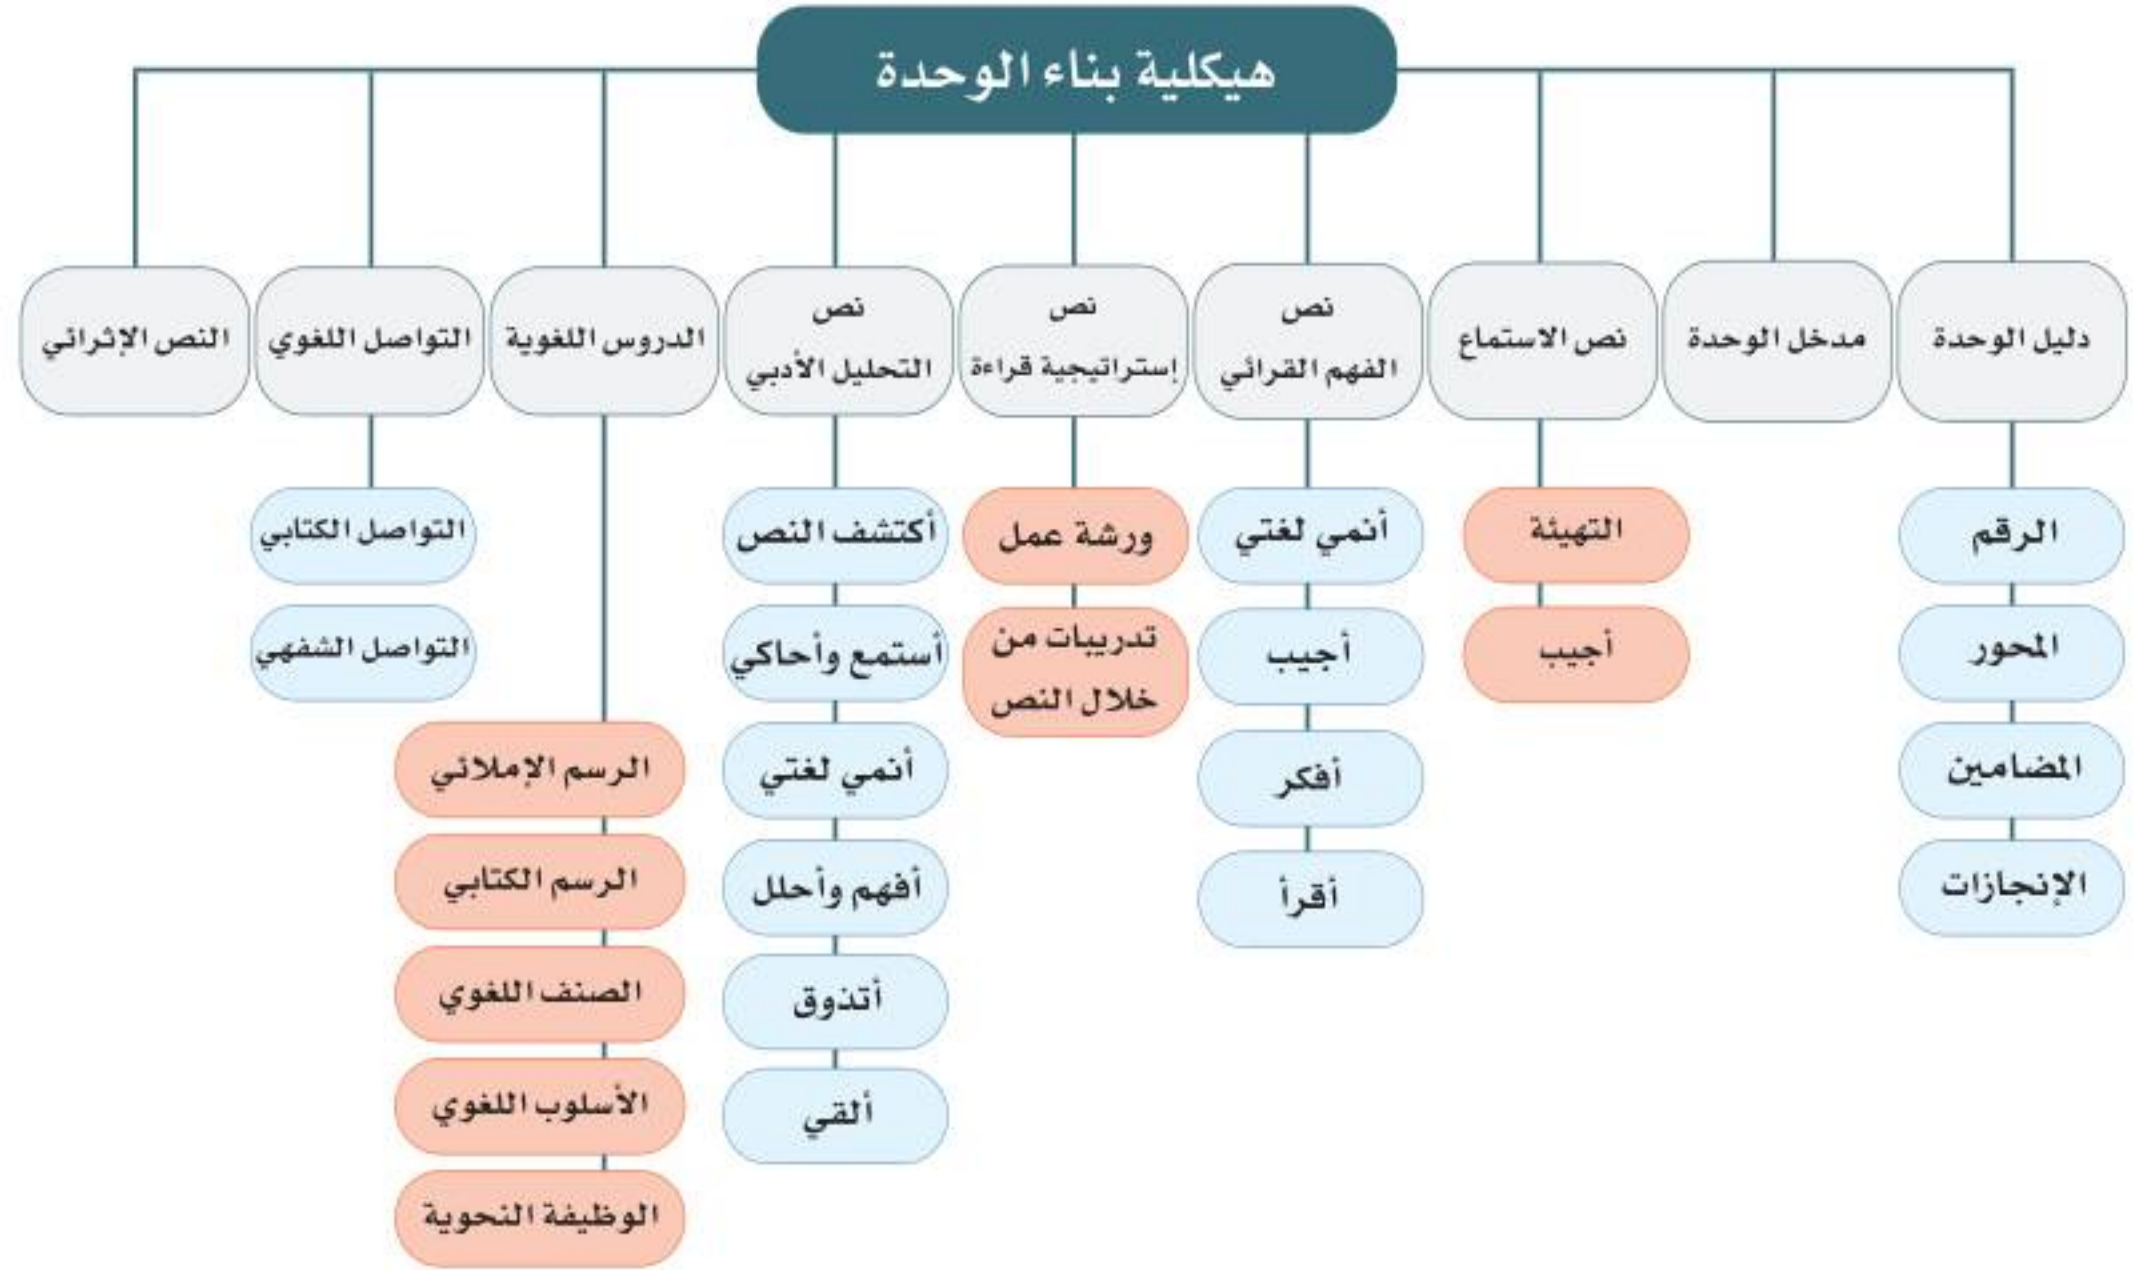 هيكلية بناء الوحدة
دليل الوحدة
الرقم
المحور
المضامين
الإنجازات
مدخل الوحدة
نص الاستماع
التهيئة
أجيب
نص
الفهم القرائي
أنمي لغتي
أجيب
أفكر
أقرأ
نص
إستراتيجية قراءة
ورشة عمل
تدريبات من
خلال النص
نص
التحليل الأدبي
أكتشف النص
أستمع وأحاكي
أنمي لغتي
أفهم وأحلل
أتذوق
ألقي
الدروس اللغوية
الرسم الإملائي
الرسم الكتابي
الصنف اللغوي
الأسلوب اللغوي
الوظيفة النحوية
التواصل اللغوي
التواصل الكتابي
التواصل الشفهي
النص الإثرائي